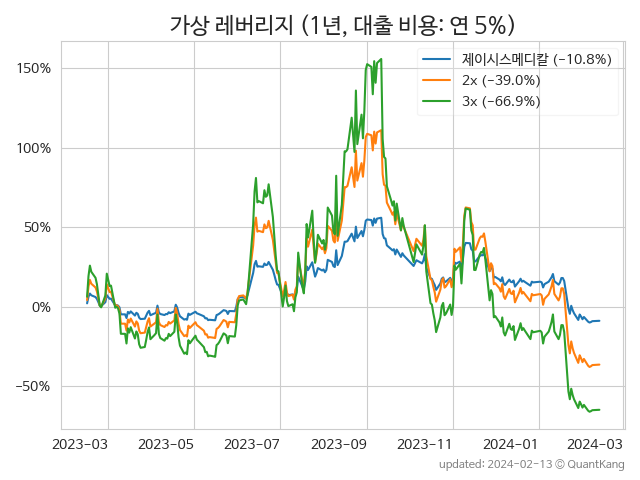 가상 레버리지 (1년, 대출 비용: 연 5%)
제이시스메디칼 (−10.8%)
2x (−39.0%)
3x (−66.9%)
150%
100%
50%
0%
−50%
2023-03 2023-05 2023-07 2023-09 2023-11 2024-01 2024-03
updated: 2024-02-13 © QuantKang